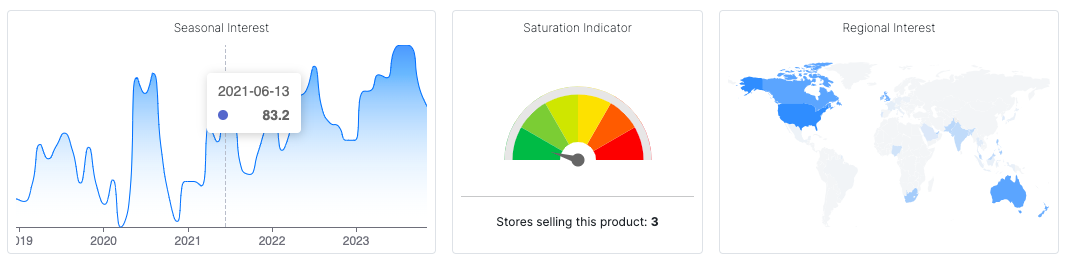 Seasonal Interest
2021-06-13
83.2
2020
2021
2022
2023
Saturation Indicator
Stores selling this product: 3
Regional Interest